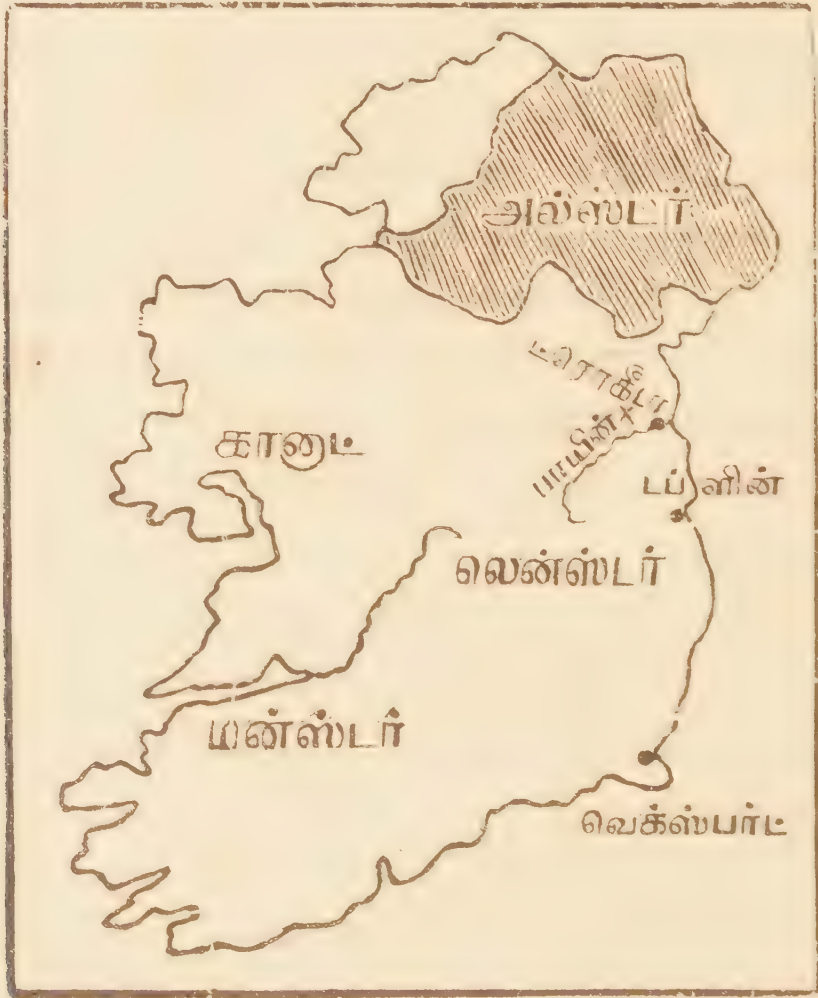 அல்ஸ்டர்
ட்ரொகீடா
பாயின்
கானட்
டப்ளின்
லென்ஸ்டர்
மன்ஸ்டர்
வெக்ஸ்பர்ட்